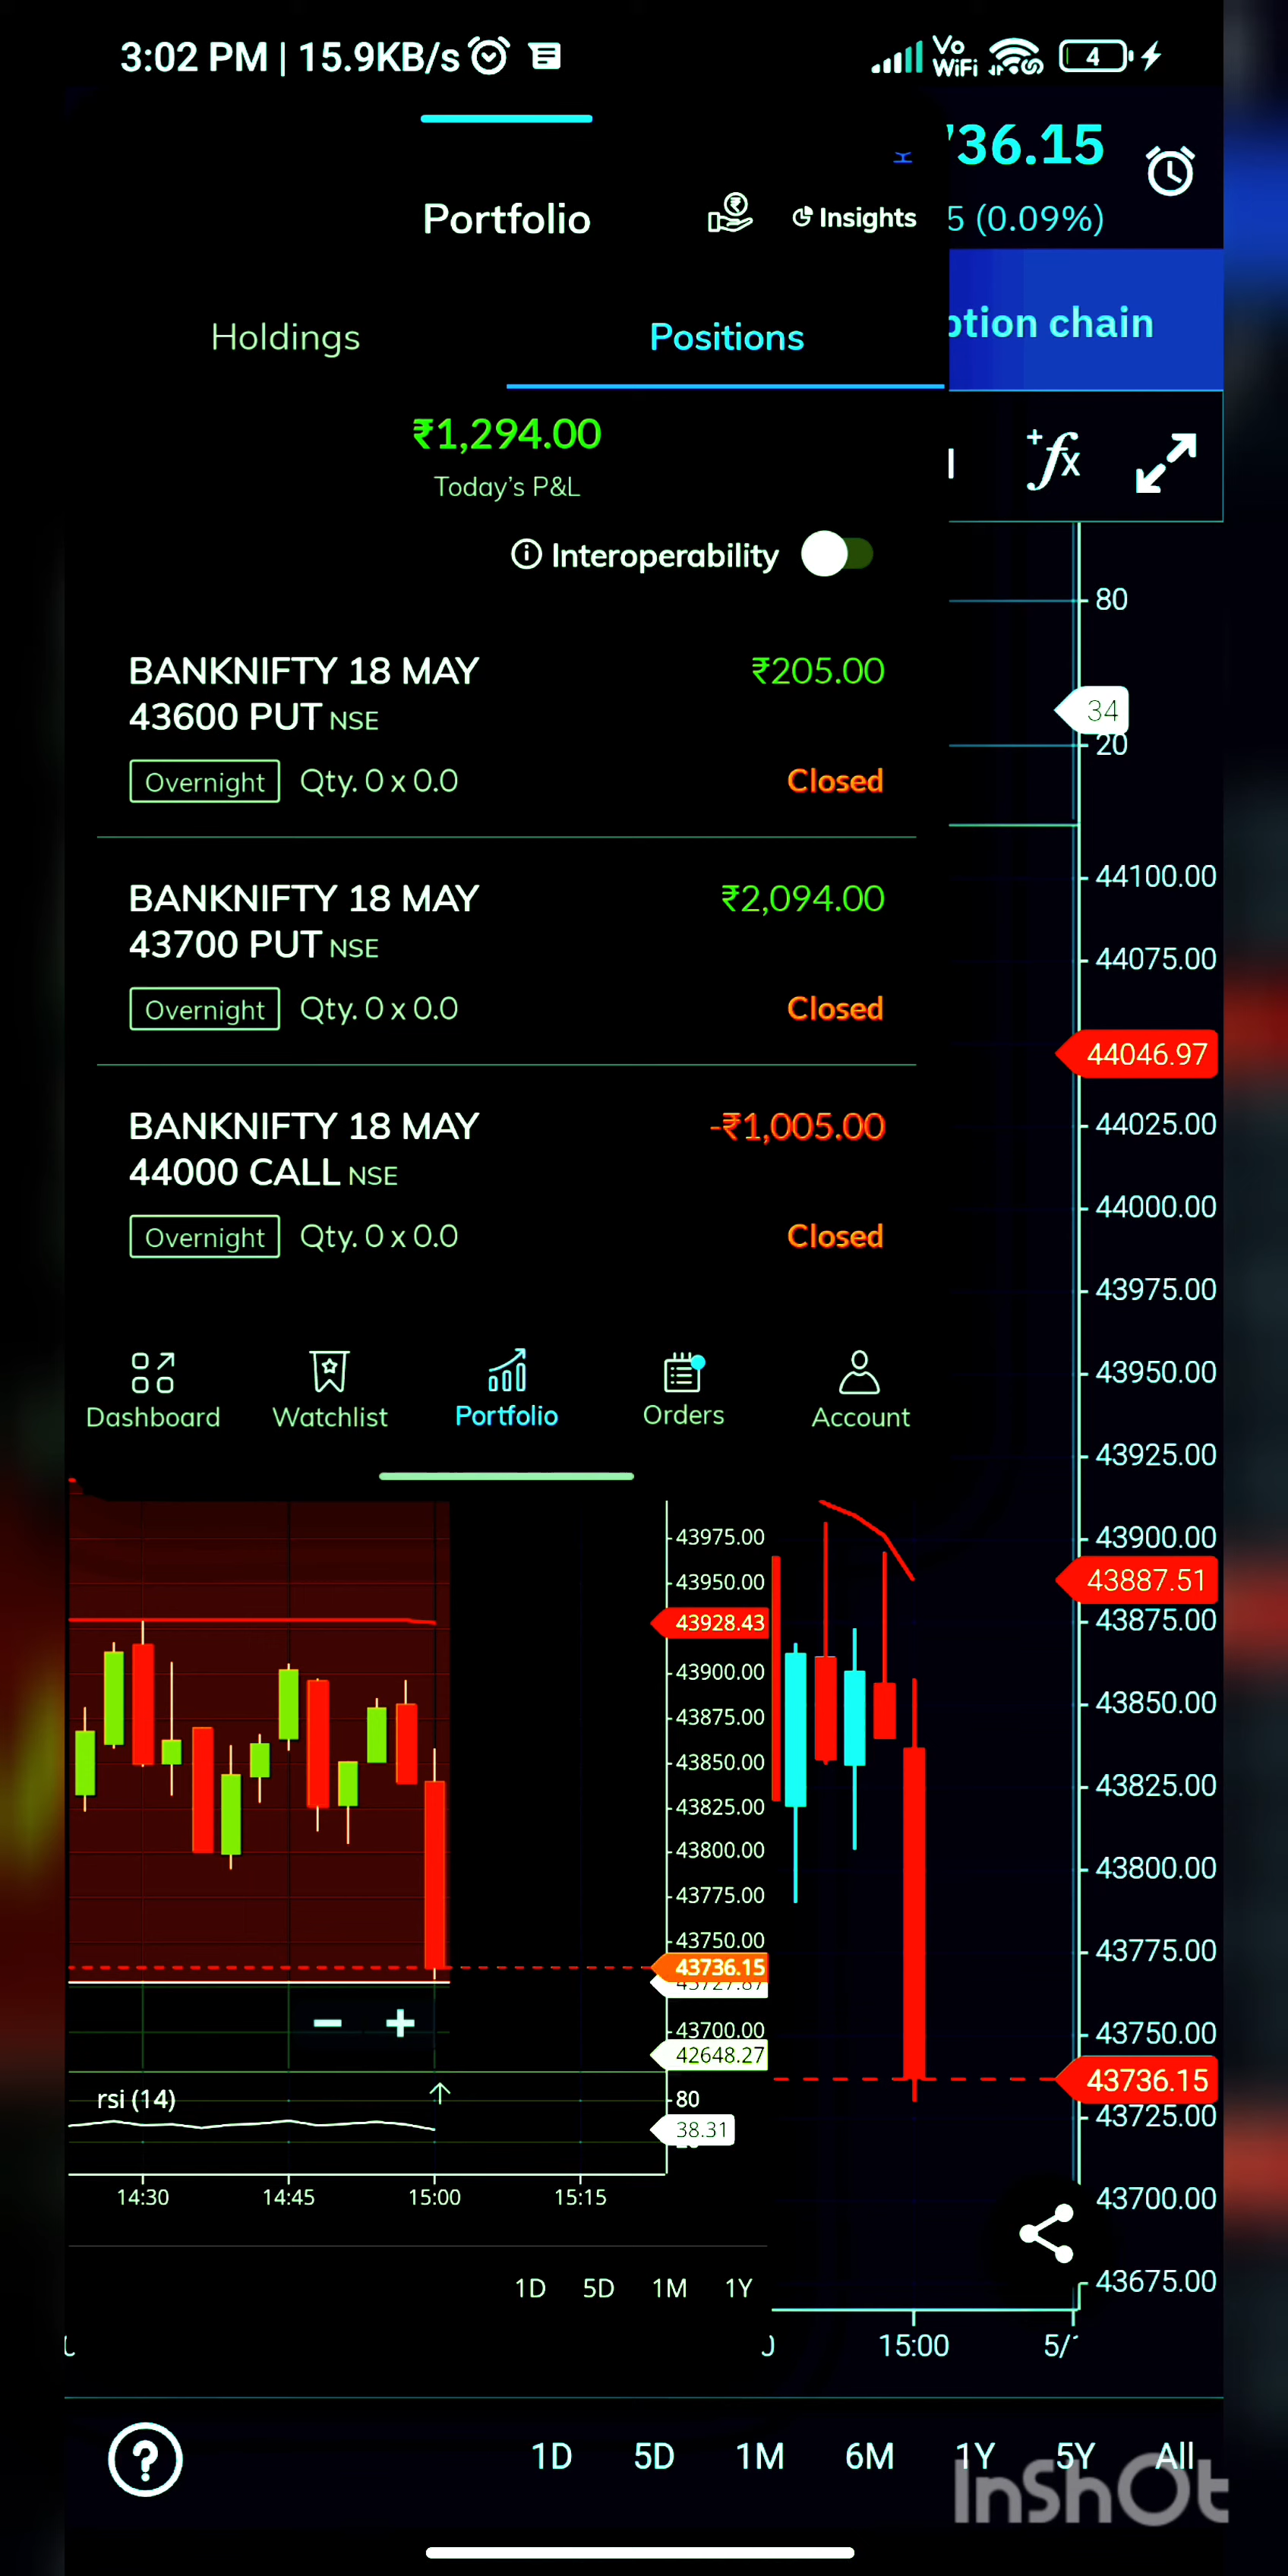 3:02 PM | 15.9KB/s
Vo
WiFi
4
36.15
Portfolio
Insights
5 (0.09%)
Holdings
Positions
ption chain
₹1,294.00
Today's P&L
+fx
Interoperability
80
34
20
BANKNIFTY 18 MAY
₹205.00
43600 PUT NSE
Overnight
Qty. 0 x 0.0
Closed
BANKNIFTY 18 MAY
₹2,094.00
43700 PUT NSE
Overnight
Qty. 0 x 0.0
Closed
BANKNIFTY 18 MAY
-₹1,005.00
44000 CALL NSE
Overnight
Qty. 0 x 0.0
Closed
Dashboard
Watchlist
Portfolio
Orders
Account
44100.00
44075.00
44046.97
44025.00
44000.00
43975.00
43950.00
43925.00
43900.00
43887.51
43875.00
43850.00
43825.00
43800.00
43775.00
43750.00
43736.15
43725.00
43700.00
43675.00
43975.00
43950.00
43928.43
43900.00
43875.00
43850.00
43825.00
43800.00
43775.00
43750.00
43736.15
43727.87
43700.00
42648.27
− +
rsi (14)
80
38.31
14:30
14:45
15:00
15:15
1D
5D
1M
1Y
15:00
5/1
?
1D
5D
1M
6M
1Y
5Y
All
InShOt